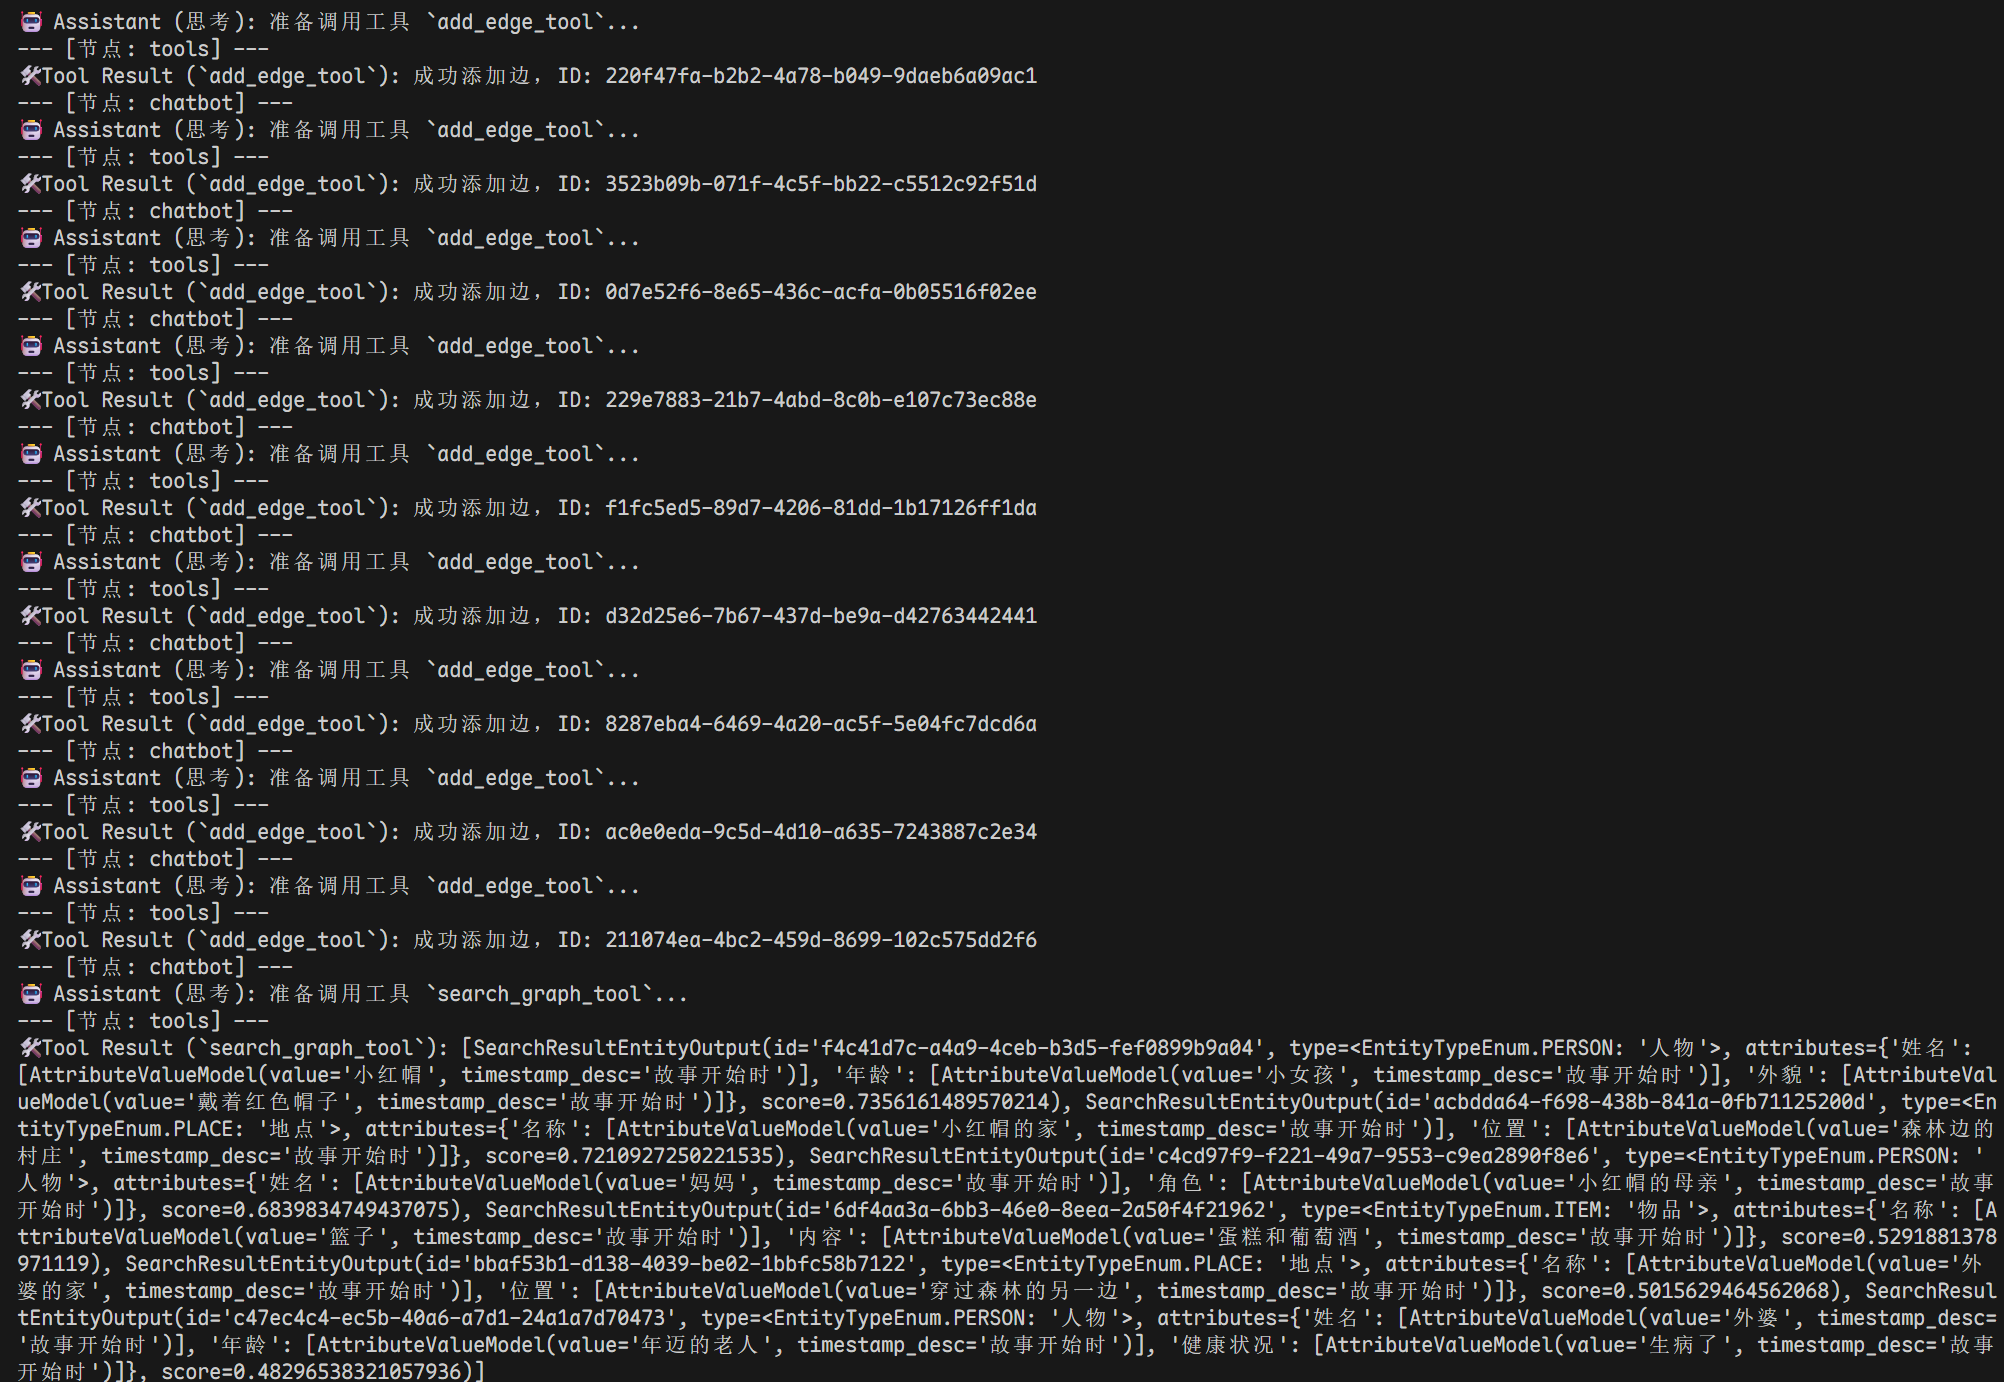 🤖 Assistant (思考): 准备调用工具 `add_edge_tool`...
--- [节点: tools] ---
🛠️Tool Result (`add_edge_tool`): 成功添加边，ID: 220f47fa-b2b2-4a78-b049-9daeb6a09ac1
--- [节点: chatbot] ---
🤖 Assistant (思考): 准备调用工具 `add_edge_tool`...
--- [节点: tools] ---
🛠️Tool Result (`add_edge_tool`): 成功添加边，ID: 3523b09b-071f-4c5f-bb22-c5512c92f51d
--- [节点: chatbot] ---
🤖 Assistant (思考): 准备调用工具 `add_edge_tool`...
--- [节点: tools] ---
🛠️Tool Result (`add_edge_tool`): 成功添加边，ID: 0d7e52f6-8e65-436c-acfa-0b05516f02ee
--- [节点: chatbot] ---
🤖 Assistant (思考): 准备调用工具 `add_edge_tool`...
--- [节点: tools] ---
🛠️Tool Result (`add_edge_tool`): 成功添加边，ID: 229e7883-21b7-4abd-8c0b-e107c73ec88e
--- [节点: chatbot] ---
🤖 Assistant (思考): 准备调用工具 `add_edge_tool`...
--- [节点: tools] ---
🛠️Tool Result (`add_edge_tool`): 成功添加边，ID: f1fc5ed5-89d7-4206-81dd-1b17126ff1da
--- [节点: chatbot] ---
🤖 Assistant (思考): 准备调用工具 `add_edge_tool`...
--- [节点: tools] ---
🛠️Tool Result (`add_edge_tool`): 成功添加边，ID: d32d25e6-7b67-437d-be9a-d42763442441
--- [节点: chatbot] ---
🤖 Assistant (思考): 准备调用工具 `add_edge_tool`...
--- [节点: tools] ---
🛠️Tool Result (`add_edge_tool`): 成功添加边，ID: 8287eba4-6469-4a20-ac5f-5e04fc7dcd6a
--- [节点: chatbot] ---
🤖 Assistant (思考): 准备调用工具 `add_edge_tool`...
--- [节点: tools] ---
🛠️Tool Result (`add_edge_tool`): 成功添加边，ID: ac0e0eda-9c5d-4d10-a635-7243887c2e34
--- [节点: chatbot] ---
🤖 Assistant (思考): 准备调用工具 `add_edge_tool`...
--- [节点: tools] ---
🛠️Tool Result (`add_edge_tool`): 成功添加边，ID: 211074ea-4bc2-459d-8699-102c575dd2f6
--- [节点: chatbot] ---
🤖 Assistant (思考): 准备调用工具 `search_graph_tool`...
--- [节点: tools] ---
🛠️Tool Result (`search_graph_tool`): [SearchResultEntityOutput(id='f4c41d7c-a4a9-4ceb-b3d5-fef0899b9a04', type=<EntityTypeEnum.PERSON: '人物'>, attributes={'姓名':
[AttributeValueModel(value='小红帽', timestamp_desc='故事开始时')], '年龄': [AttributeValueModel(value='小女孩', timestamp_desc='故事开始时')], '外貌': [AttributeVal
ueModel(value='戴着红色帽子', timestamp_desc='故事开始时')]}, score=0.7356161489570214), SearchResultEntityOutput(id='acbdda64-f698-438b-841a-0fb71125200d', type=<En
tityTypeEnum.PLACE: '地点'>, attributes={'名称': [AttributeValueModel(value='小红帽的家', timestamp_desc='故事开始时')], '位置': [AttributeValueModel(value='森林边的
村庄', timestamp_desc='故事开始时')]}, score=0.7210927250221535), SearchResultEntityOutput(id='c4cd97f9-f221-49a7-9553-c9ea2890f8e6', type=<EntityTypeEnum.PERSON: '
人物'>, attributes={'姓名': [AttributeValueModel(value='妈妈', timestamp_desc='故事开始时')], '角色': [AttributeValueModel(value='小红帽的母亲', timestamp_desc='故事
开始时')]}, score=0.6839834749437075), SearchResultEntityOutput(id='6df4aa3a-6bb3-46e0-8eea-2a50f4f21962', type=<EntityTypeEnum.ITEM: '物品'>, attributes={'名称': [A
ttributeValueModel(value='篮子', timestamp_desc='故事开始时')], '内容': [AttributeValueModel(value='蛋糕和葡萄酒', timestamp_desc='故事开始时')]}, score=0.5291881378
971119), SearchResultEntityOutput(id='bbaf53b1-d138-4039-be02-1bbfc58b7122', type=<EntityTypeEnum.PLACE: '地点'>, attributes={'名称': [AttributeValueModel(value='外
婆的家', timestamp_desc='故事开始时')], '位置': [AttributeValueModel(value='穿过森林的另一边', timestamp_desc='故事开始时')]}, score=0.5015629464562068), SearchResul
tEntityOutput(id='c47ec4c4-ec5b-40a6-a7d1-24a1a7d70473', type=<EntityTypeEnum.PERSON: '人物'>, attributes={'姓名': [AttributeValueModel(value='外婆', timestamp_desc=
'故事开始时')], '年龄': [AttributeValueModel(value='年迈的老人', timestamp_desc='故事开始时')], '健康状况': [AttributeValueModel(value='生病了', timestamp_desc='故事
开始时')]}, score=0.48296538321057936)]